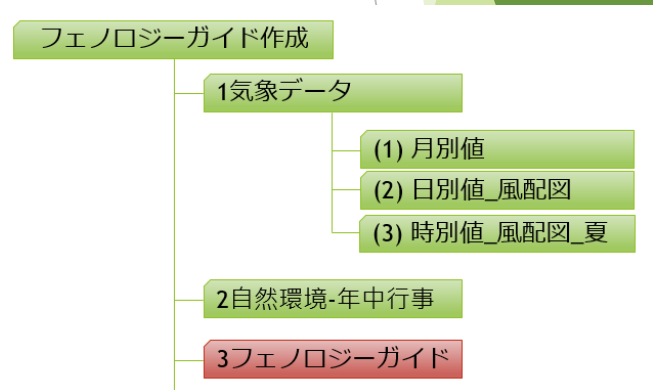 フェノロジーガイド作成
1気象データ
(1) 月別値
(2) 日別値_風配図
(3) 時別値_風配図_夏
2自然環境-年中行事
3フェノロジーガイド